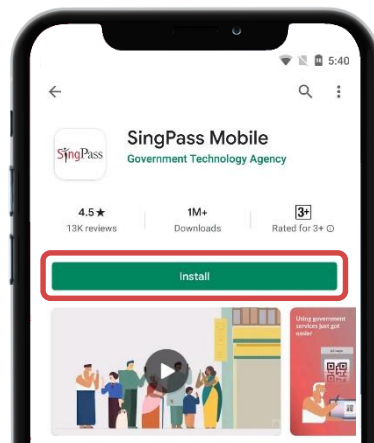 5:40
SingPass
SingPass Mobile
Government Technology Agency
4.5★
13K reviews
1M+
Downloads
3+
Rated for 3+
Install
Using government
services just got
easier